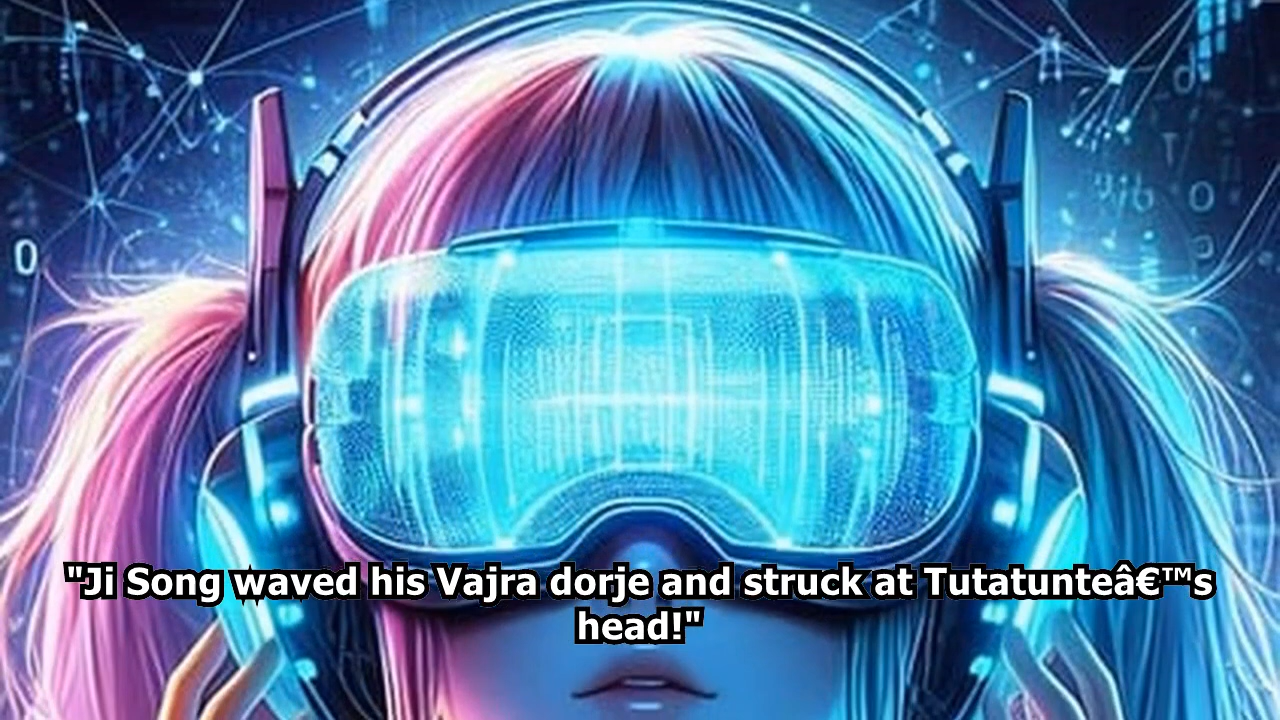 "Ji Song waved his Vajra dorje and struck at Tutatunteâ€™s
head!"